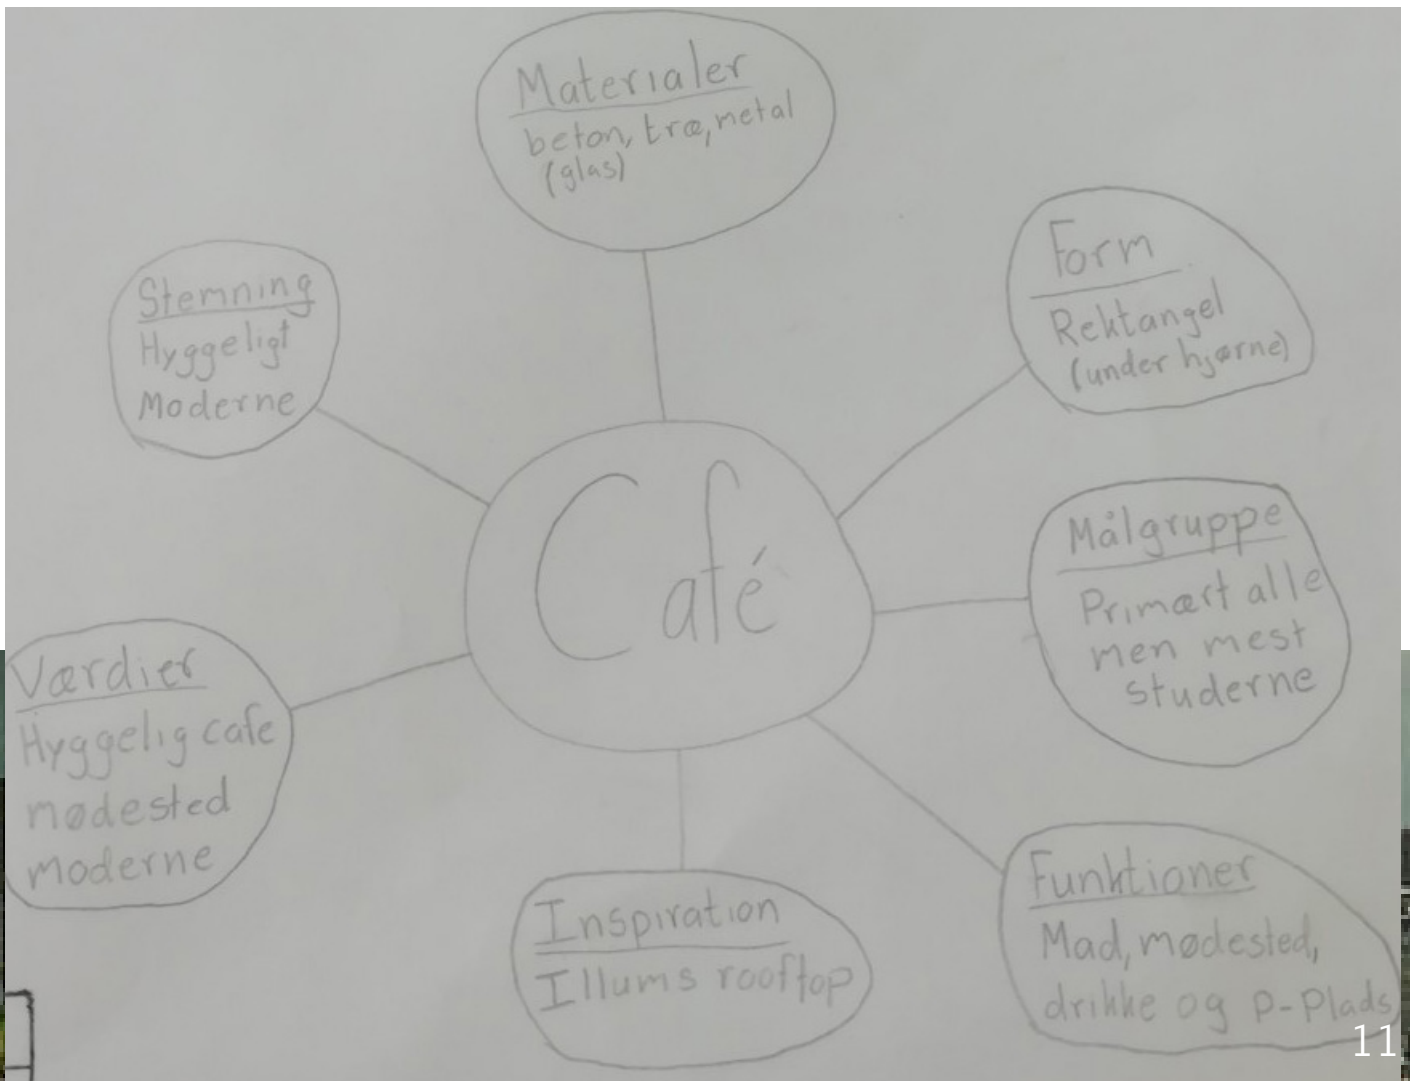 Materialer
beton, træ, metal
(glas)
Form
Rektangel
(under hjørne)
Stemning
Hyggeligt
Moderne
Café
Målgruppe
Primært alle
men mest
studerne
Værdier
Hyggelig cafe
mødested
moderne
Inspiration
Illums rooftop
Funktioner
Mad, mødested,
drikke og p-plads
11